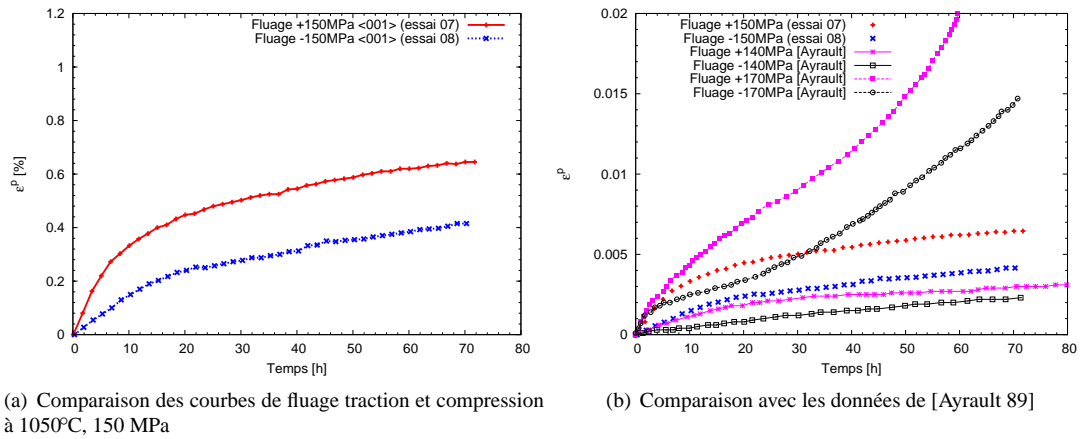 Fluage +150MPa <001> (essai 07)
Fluage -150MPa <001> (essai 08)
1.2
1
0.8
0.6
0.4
0.2
0
εᵖ [%]
0 10 20 30 40 50 60 70 80
Temps [h]
(a) Comparaison des courbes de fluage traction et compression
à 1050°C, 150 MPa
Fluage +150MPa (essai 07)
Fluage -150MPa (essai 08)
Fluage +140MPa [Ayrault]
Fluage -140MPa [Ayrault]
Fluage +170MPa [Ayrault]
Fluage -170MPa [Ayrault]
0.02
0.015
0.01
0.005
0
εᵖ
0 10 20 30 40 50 60 70 80
Temps [h]
(b) Comparaison avec les données de [Ayrault 89]